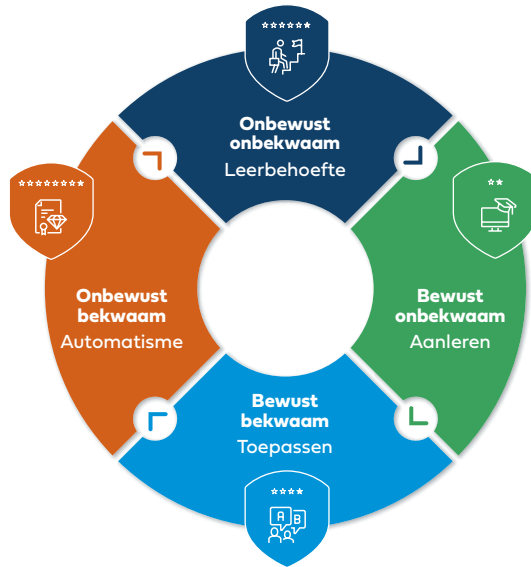 Onbewust
onbekwaam
Leerbehoefte
Bewust
onbekwaam
Aanleren
Bewust
bekwaam
Toepassen
A
B
Onbewust
bekwaam
Automatisme